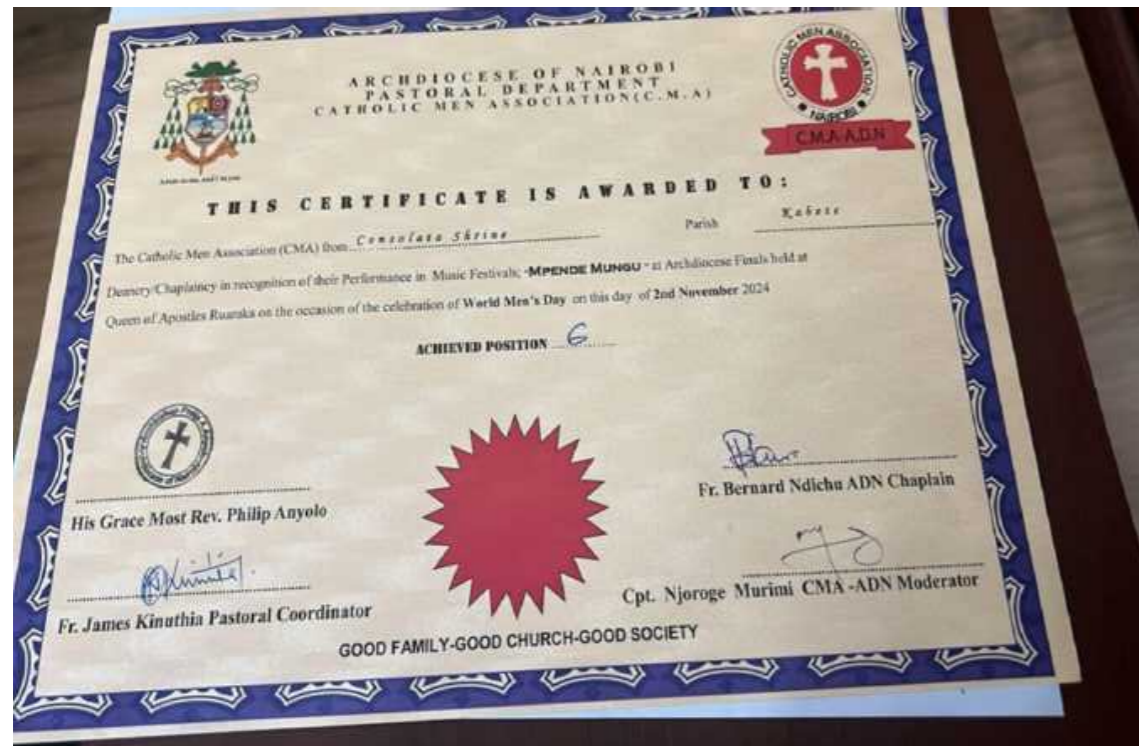 ARCHDIOCESE OF NAIROBI
PASTORAL DEPARTMENT
CATHOLIC MEN ASSOCIATION(C.M.A)
CATHOLIC MEN ASSOCIATION
NAIROBI
C.M.A-A.D.N
THIS CERTIFICATE IS AWARDED TO:
The Catholic Men Association (CMA) from Consolata Shrine Parish Kabete
Deanery/Chaplaincy in recognition of their Performance in Music Festivals; "MPENDE MUNGU" at Archdiocese Finals held at
Queen of Apostles Ruaraka on the occasion of the celebration of World Men's Day on this day of 2nd November 2024
ACHIEVED POSITION 6
His Grace Most Rev. Philip Anyolo
Fr. Bernard Ndichu ADN Chaplain
Fr. James Kinuthia Pastoral Coordinator
Cpt. Njoroge Murimi CMA -ADN Moderator
GOOD FAMILY-GOOD CHURCH-GOOD SOCIETY